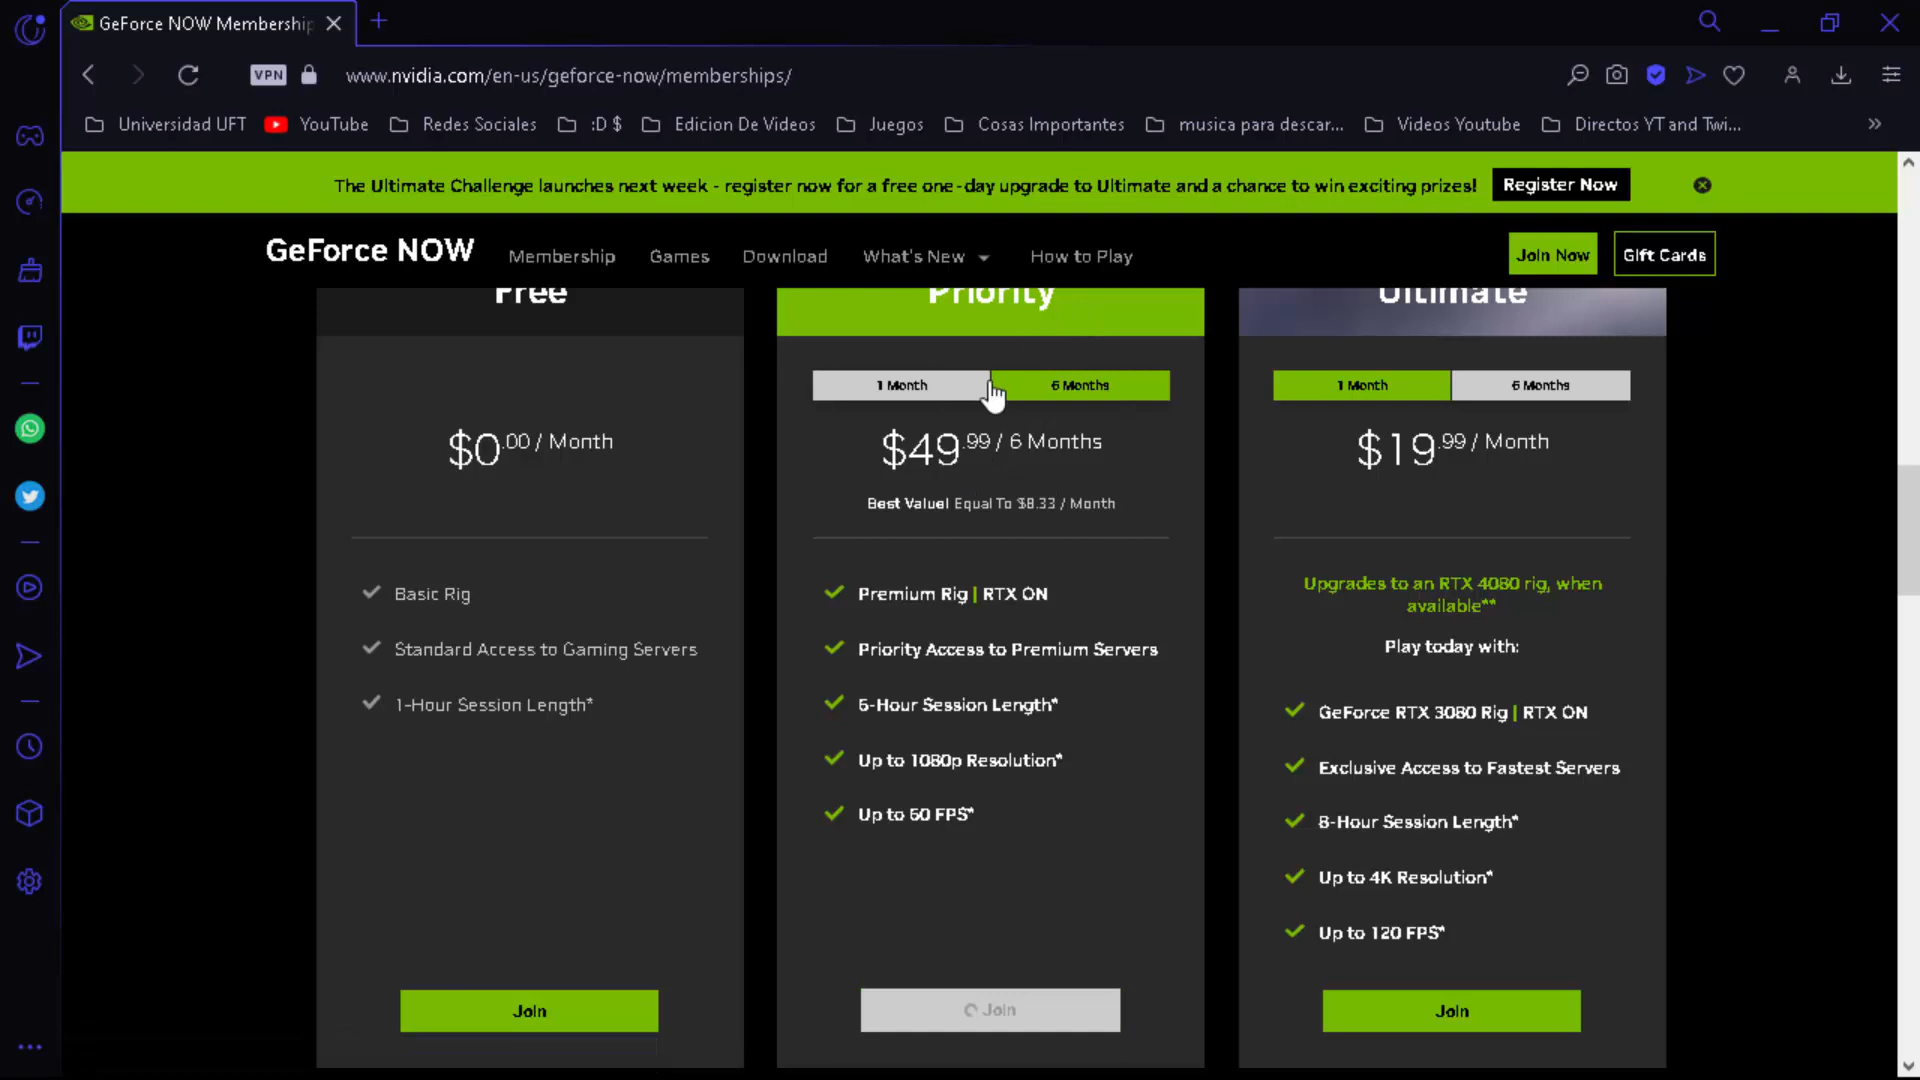 GeForce NOW Membership
VPN
www.nvidia.com/en-us/geforce-now/memberships/
Universidad UFT
YouTube
Redes Sociales
:D $
Edicion De Videos
Juegos
Cosas Importantes
musica para descar...
Videos Youtube
Directos YT and Twi...
The Ultimate Challenge launches next week - register now for a free one-day upgrade to Ultimate and a chance to win exciting prizes!
Register Now
GeForce NOW
Membership
Games
Download
What's New
How to Play
Join Now
Gift Cards
Free
$0.00 / Month
Basic Rig
Standard Access to Gaming Servers
1-Hour Session Length*
Join
Priority
1 Month
6 Months
$49.99 / 6 Months
Best Value! Equal To $8.33 / Month
Premium Rig | RTX ON
Priority Access to Premium Servers
6-Hour Session Length*
Up to 1080p Resolution*
Up to 60 FPS*
Join
Ultimate
1 Month
6 Months
$19.99 / Month
Upgrades to an RTX 4080 rig, when
available**
Play today with:
GeForce RTX 3080 Rig | RTX ON
Exclusive Access to Fastest Servers
8-Hour Session Length*
Up to 4K Resolution*
Up to 120 FPS*
Join